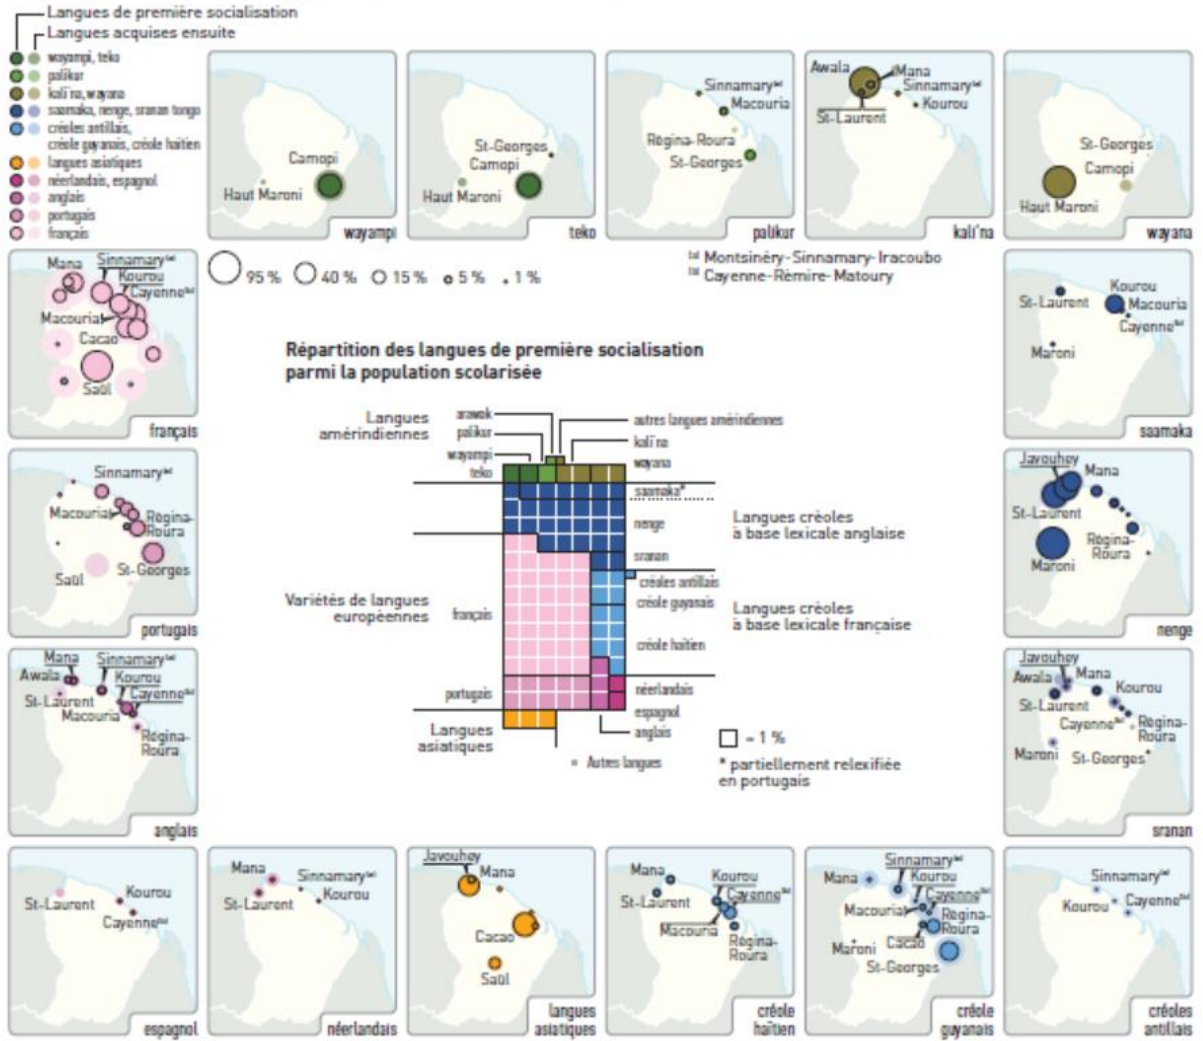 Langues de première socialisation
Langues acquises ensuite
wayampi, teko
palikur
kali'na, wayana
saamaka, nenge, sranan tongo
créoles antillais,
créole guyanais, créole haïtien
langues asiatiques
néerlandais, espagnol
anglais
portugais
français
Camopi
Haut Maroni
wayampi
St-Georges
Camopi
Haut Maroni
teko
Sinnamary⁽ᵃ⁾
Macouria
Régina-Roura
St-Georges
palikur
Awala
Mana
Sinnamary⁽ᵃ⁾
Kourou
St-Laurent
kali'na
St-Georges
Camopi
Haut Maroni
wayana
Mana
Sinnamary⁽ᵃ⁾
Kourou
Cayenne⁽ᵇ⁾
Macouria
Cacao
Saül
français
95 % 40 % 15 % 5 % 1 %
⁽ᵃ⁾ Montsinéry-Sinnamary-Iracoubo
⁽ᵇ⁾ Cayenne-Rémire-Matoury
St-Laurent
Kourou
Macouria
Cayenne⁽ᵇ⁾
Maroni
saamaka
Répartition des langues de première socialisation
parmi la population scolarisée
Langues
amérindiennes
arawak
palikur
wayampi
teko
autres langues amérindiennes
kali'na
wayana
saamaka*
nenge
sranan
Langues créoles
à base lexicale anglaise
créoles antillais
créole guyanais
créole haïtien
Langues créoles
à base lexicale française
Variétés de langues
européennes
français
portugais
néerlandais
espagnol
anglais
Langues
asiatiques
Autres langues
= 1 %
* partiellement relexifiée
en portugais
Sinnamary⁽ᵃ⁾
Macouria
Régina-
Roura
Saül
St-Georges
portugais
Javouhey
Mana
St-Laurent
Régina-
Roura
Maroni
nenge
Mana
Sinnamary⁽ᵃ⁾
Awala
Kourou
St-Laurent
Cayenne⁽ᵇ⁾
Macouria
Régina-
Roura
anglais
Javouhey
Awala
Mana
St-Laurent
Kourou
Cayenne⁽ᵇ⁾
Régina-
Roura
Maroni
St-Georges
sranan
St-Laurent
Kourou
Cayenne⁽ᵇ⁾
espagnol
Mana
Sinnamary⁽ᵃ⁾
St-Laurent
Kourou
néerlandais
Javouhey
Mana
Cacao
Saül
langues
asiatiques
Mana
St-Laurent
Kourou
Cayenne⁽ᵇ⁾
Macouria
Régina-
Roura
créole
haïtien
Sinnamary⁽ᵃ⁾
Mana
Kourou
Cayenne⁽ᵇ⁾
Macouria
Régina-
Roura
Maroni
Cacao
St-Georges
créole
guyanais
Sinnamary⁽ᵃ⁾
Kourou
Cayenne⁽ᵇ⁾
créoles
antillais